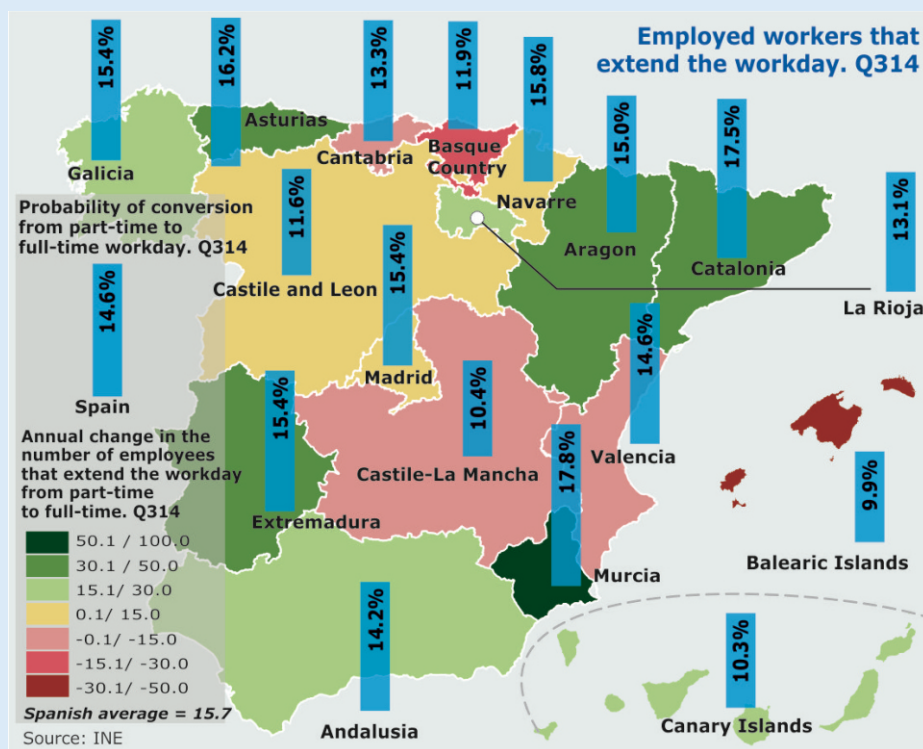 Employed workers that
extend the workday. Q314
15.4%
Galicia
16.2%
Asturias
13.3%
Cantabria
11.9%
Basque
Country
15.8%
Navarre
15.0%
Aragon
17.5%
Catalonia
13.1%
La Rioja
Probability of conversion
from part-time to
full-time workday. Q314
14.6%
Spain
11.6%
Castile and Leon
15.4%
Madrid
10.4%
Castile-La Mancha
14.6%
Valencia
15.4%
Extremadura
17.8%
Murcia
9.9%
Balearic Islands
14.2%
Andalusia
10.3%
Canary Islands
Annual change in the
number of employees
that extend the workday
from part-time
to full-time. Q314
50.1 / 100.0
30.1 / 50.0
15.1/ 30.0
0.1/ 15.0
-0.1/ -15.0
-15.1/ -30.0
-30.1/ -50.0
Spanish average = 15.7
Source: INE